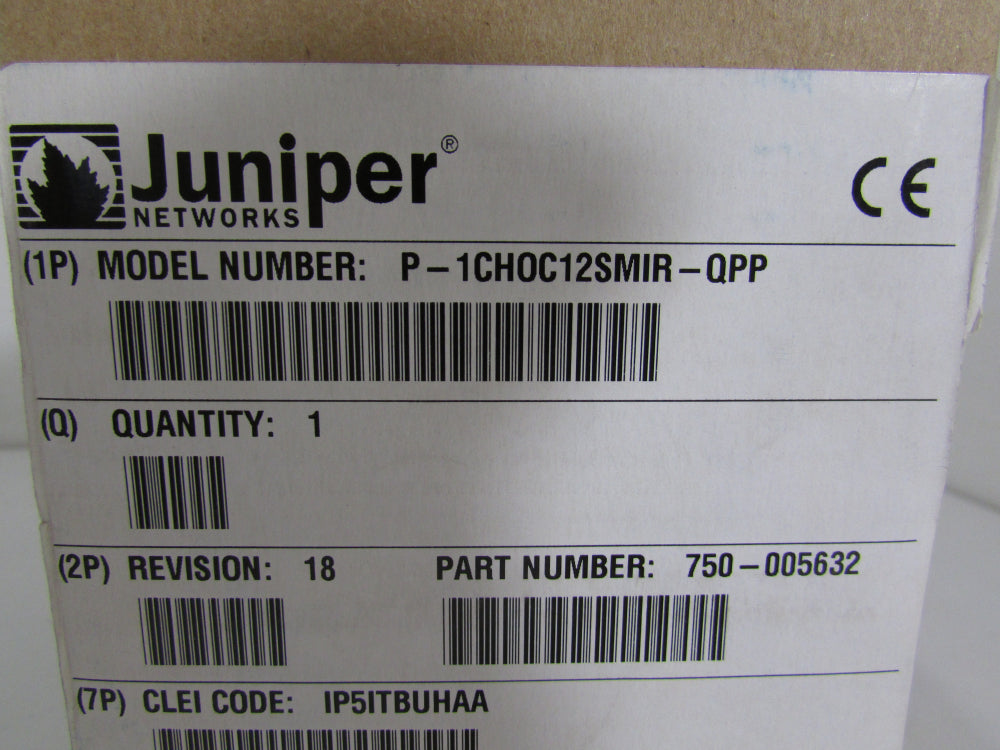 Juniper®
NETWORKS
CE
(1P) MODEL NUMBER: P-1CHOC12SMIR-QPP
(Q) QUANTITY: 1
(2P) REVISION: 18 PART NUMBER: 750-005632
(7P) CLEI CODE: IP5ITBUHAA